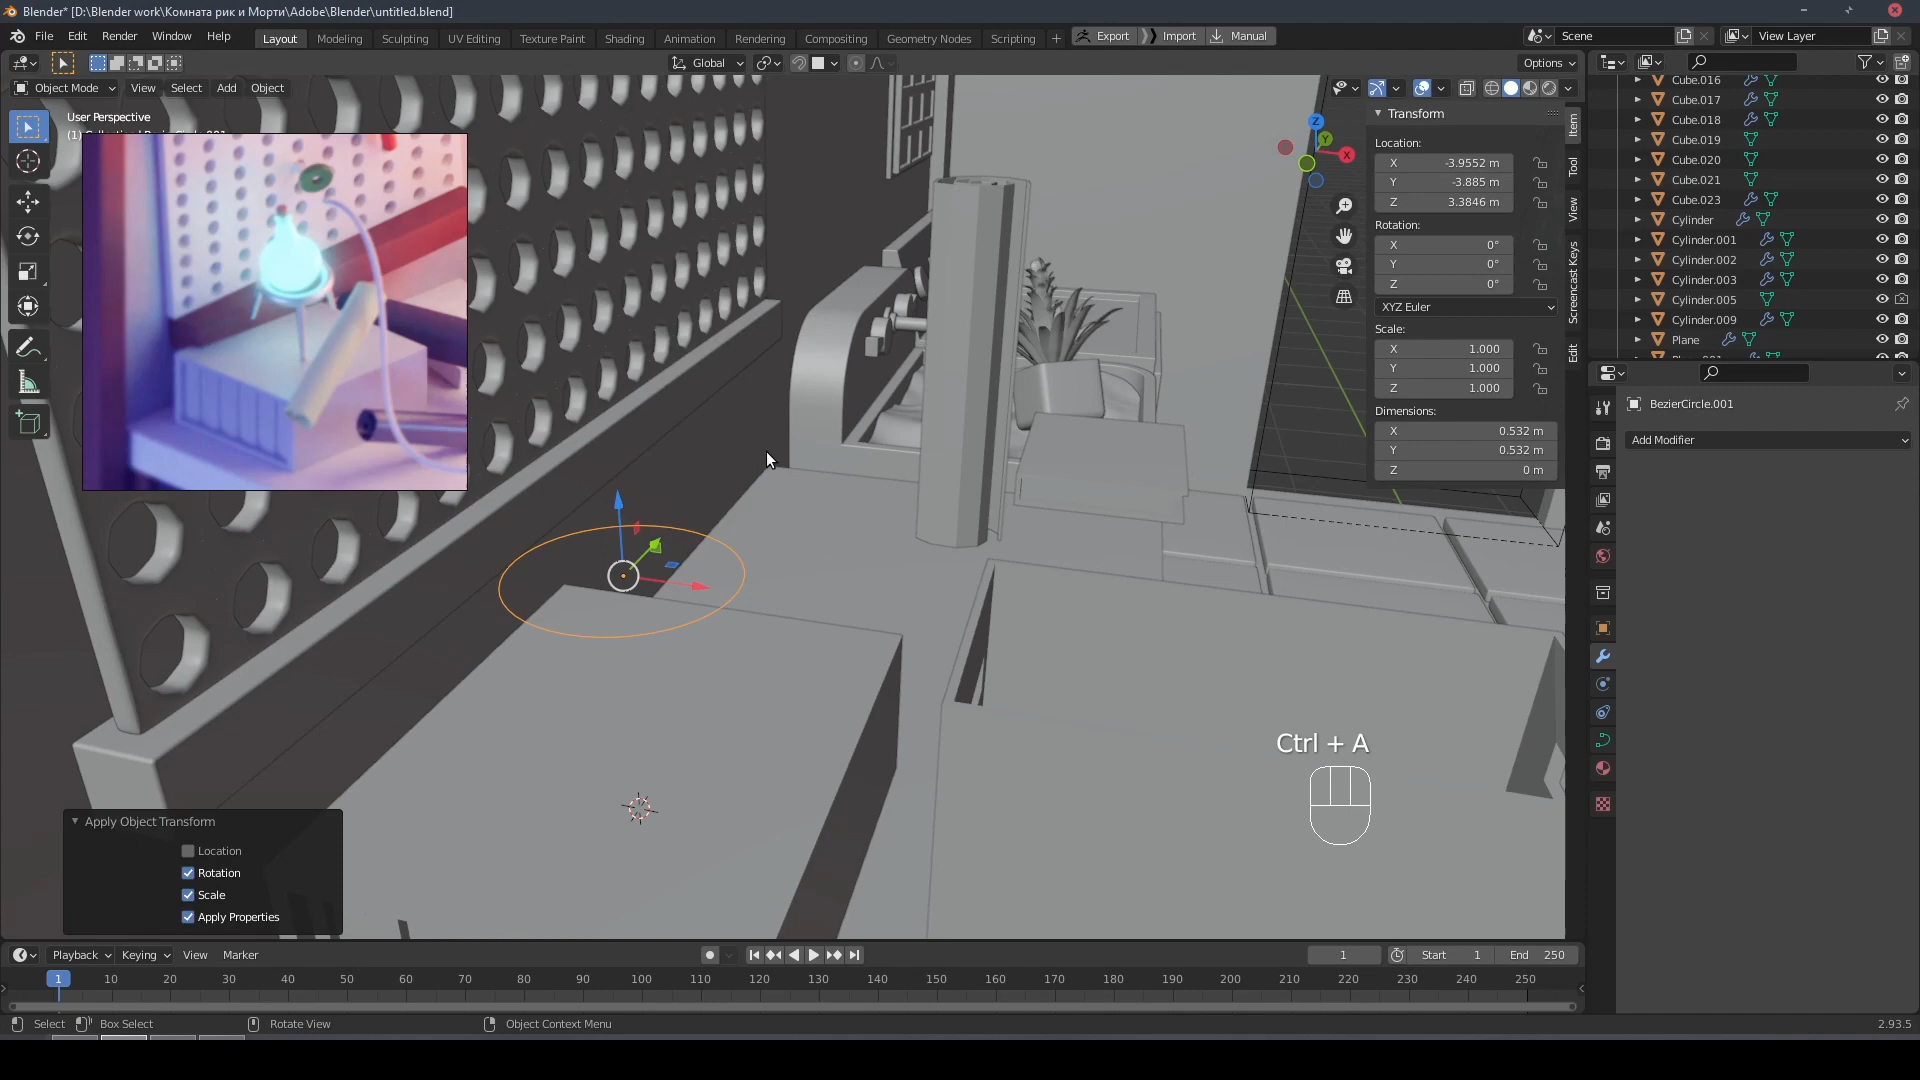 Blender* [D:\Blender work\Комната рик и Морти\Adobe\Blender\untitled.blend]
File Edit Render Window Help
Layout Modeling Sculpting UV Editing Texture Paint Shading Animation Rendering Compositing Geometry Nodes Scripting +
Export Import Manual
Scene
View Layer
Global
Options
Object Mode View Select Add Object
User Perspective
Transform
Location:
X -3.9552 m
Y -3.885 m
Z 3.3846 m
Rotation:
X 0°
Y 0°
Z 0°
XYZ Euler
Scale:
X 1.000
Y 1.000
Z 1.000
Dimensions:
X 0.532 m
Y 0.532 m
Z 0 m
Item
Tool
View
Screencast Keys
Edit
Z
Y
X
Cube.016
Cube.017
Cube.018
Cube.019
Cube.020
Cube.021
Cube.023
Cylinder
Cylinder.001
Cylinder.002
Cylinder.003
Cylinder.005
Cylinder.009
Plane
BezierCircle.001
Add Modifier
Ctrl + A
Apply Object Transform
Location
Rotation
Scale
Apply Properties
Playback Keying View Marker
1
Start 1
End 250
1 10 20 30 40 50 60 70 80 90 100 110 120 130 140 150 160 170 180 190 200 210 220 230 240 250
Select Box Select Rotate View Object Context Menu
2.93.5